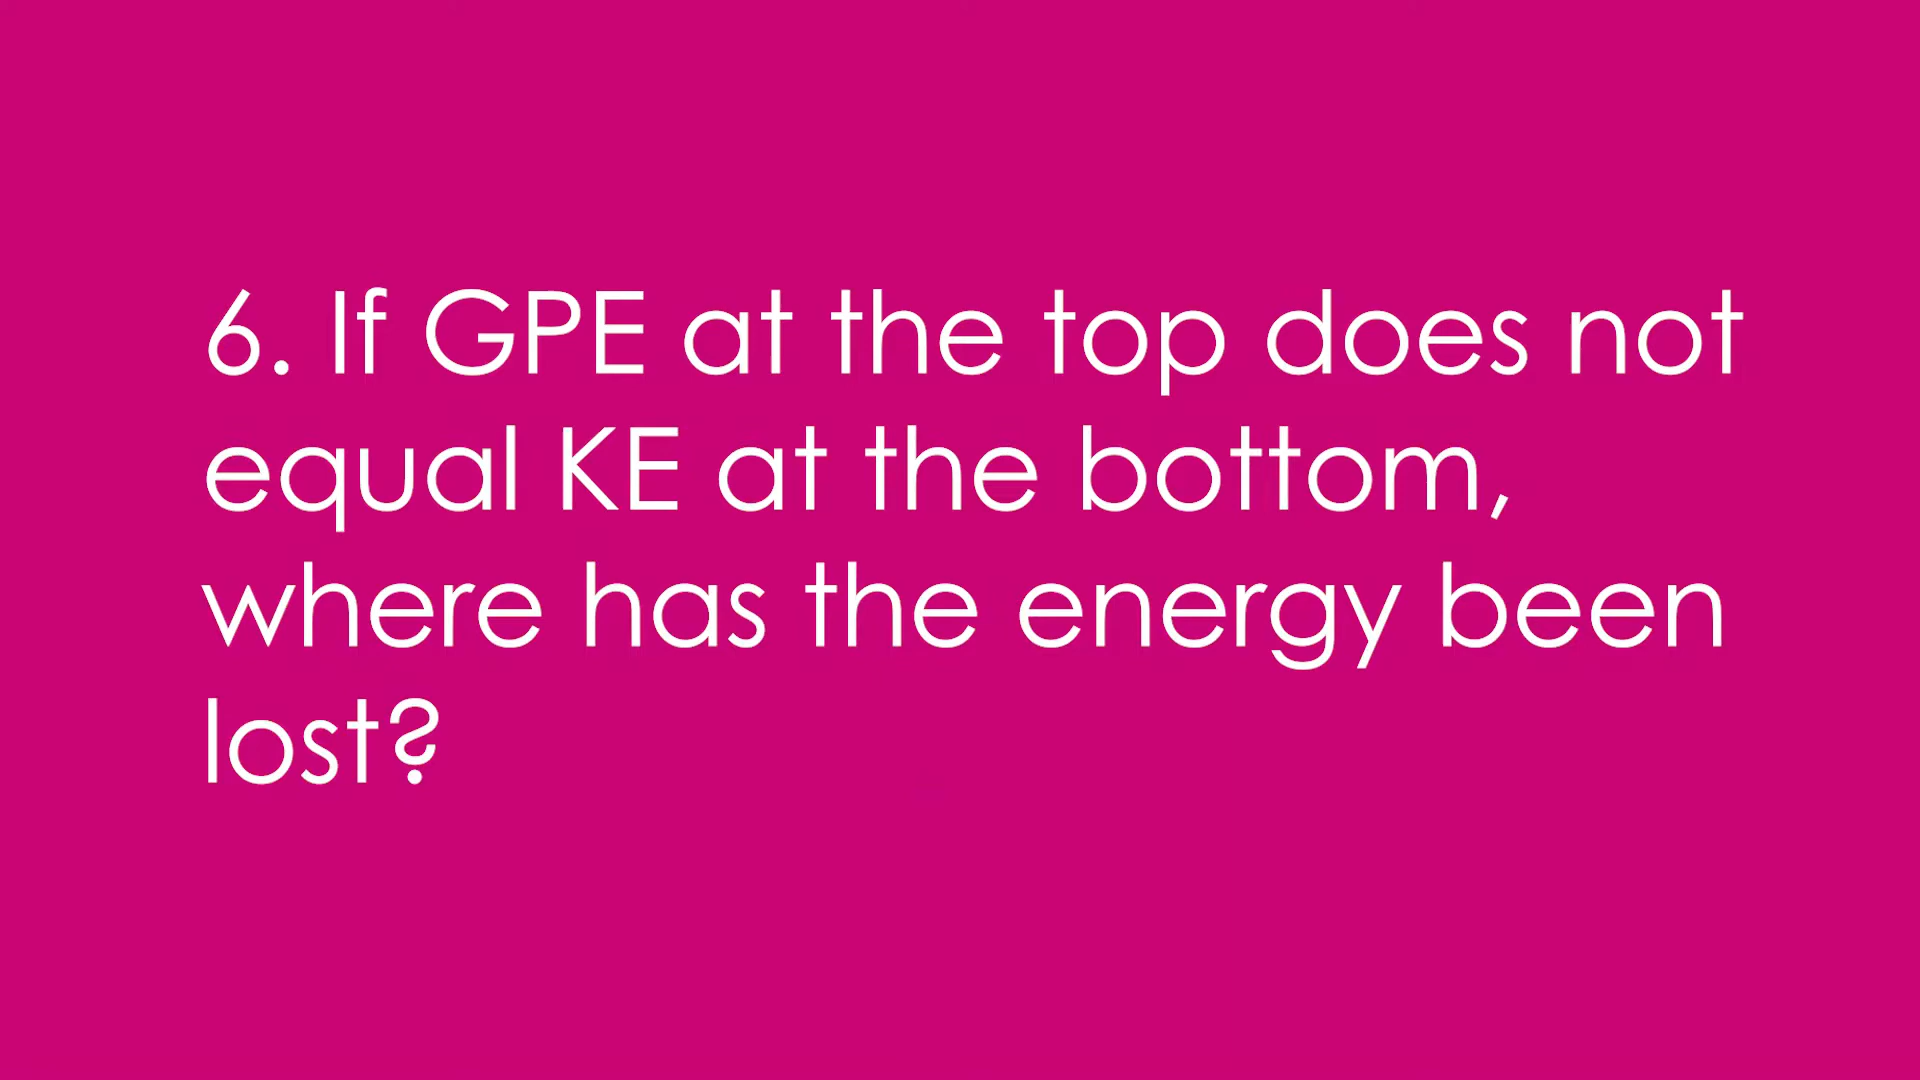 6. If GPE at the top does not
equal KE at the bottom,
where has the energy been
lost?